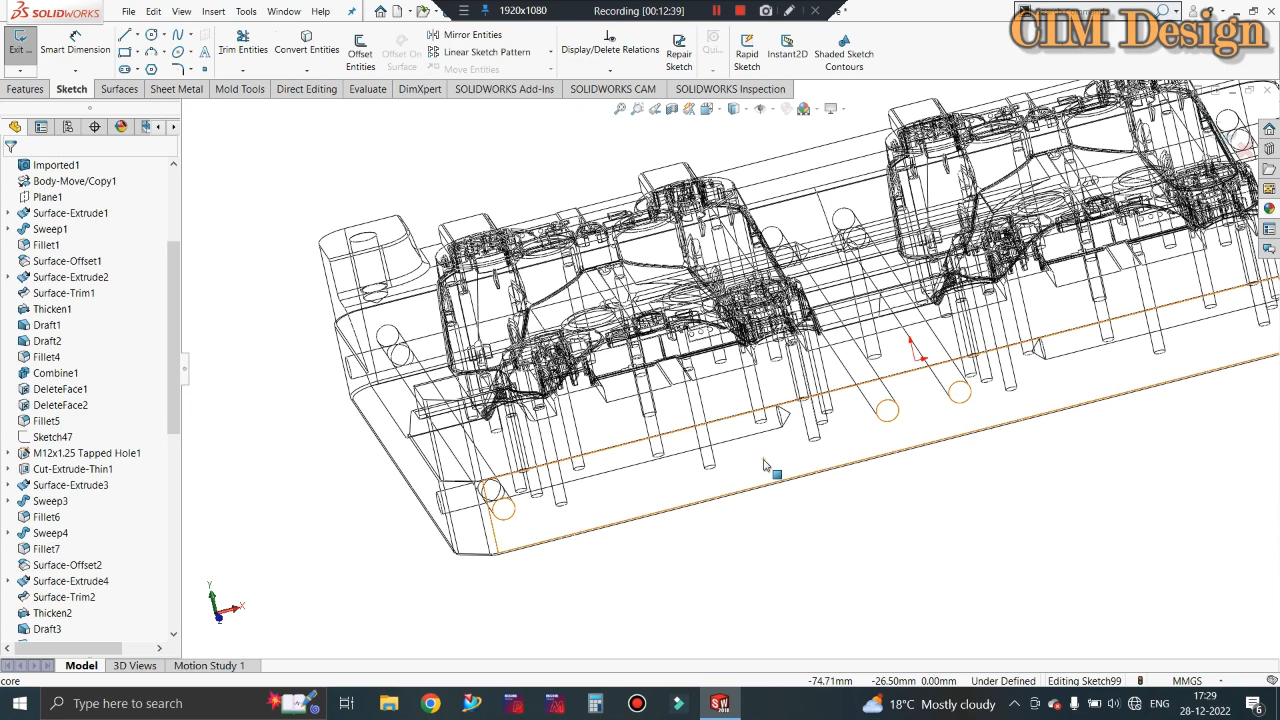 SOLIDWORKS
File
Edit
View
Insert
Tools
Window
Help
1920x1080
Recording [00:12:39]
CIM Design
Exi...
Smart Dimension
Trim Entities
Convert Entities
Offset
Entities
Offset On
Surface
Mirror Entities
Linear Sketch Pattern
Move Entities
Display/Delete Relations
Repair
Sketch
Qui...
Rapid
Sketch
Instant2D
Shaded Sketch
Contours
Features
Sketch
Surfaces
Sheet Metal
Mold Tools
Direct Editing
Evaluate
DimXpert
SOLIDWORKS Add-Ins
SOLIDWORKS CAM
SOLIDWORKS Inspection
Imported1
Body-Move/Copy1
Plane1
Surface-Extrude1
Sweep1
Fillet1
Surface-Offset1
Surface-Extrude2
Surface-Trim1
Thicken1
Draft1
Draft2
Fillet4
Combine1
DeleteFace1
DeleteFace2
Fillet5
Sketch47
M12x1.25 Tapped Hole1
Cut-Extrude-Thin1
Surface-Extrude3
Sweep3
Fillet6
Sweep4
Fillet7
Surface-Offset2
Surface-Extrude4
Surface-Trim2
Thicken2
Draft3
Y
X
Model
3D Views
Motion Study 1
core
-74.71mm
-26.50mm 0.00mm
Under Defined
Editing Sketch99
MMGS
Type here to search
18°C Mostly cloudy
ENG
17:29
28-12-2022
6